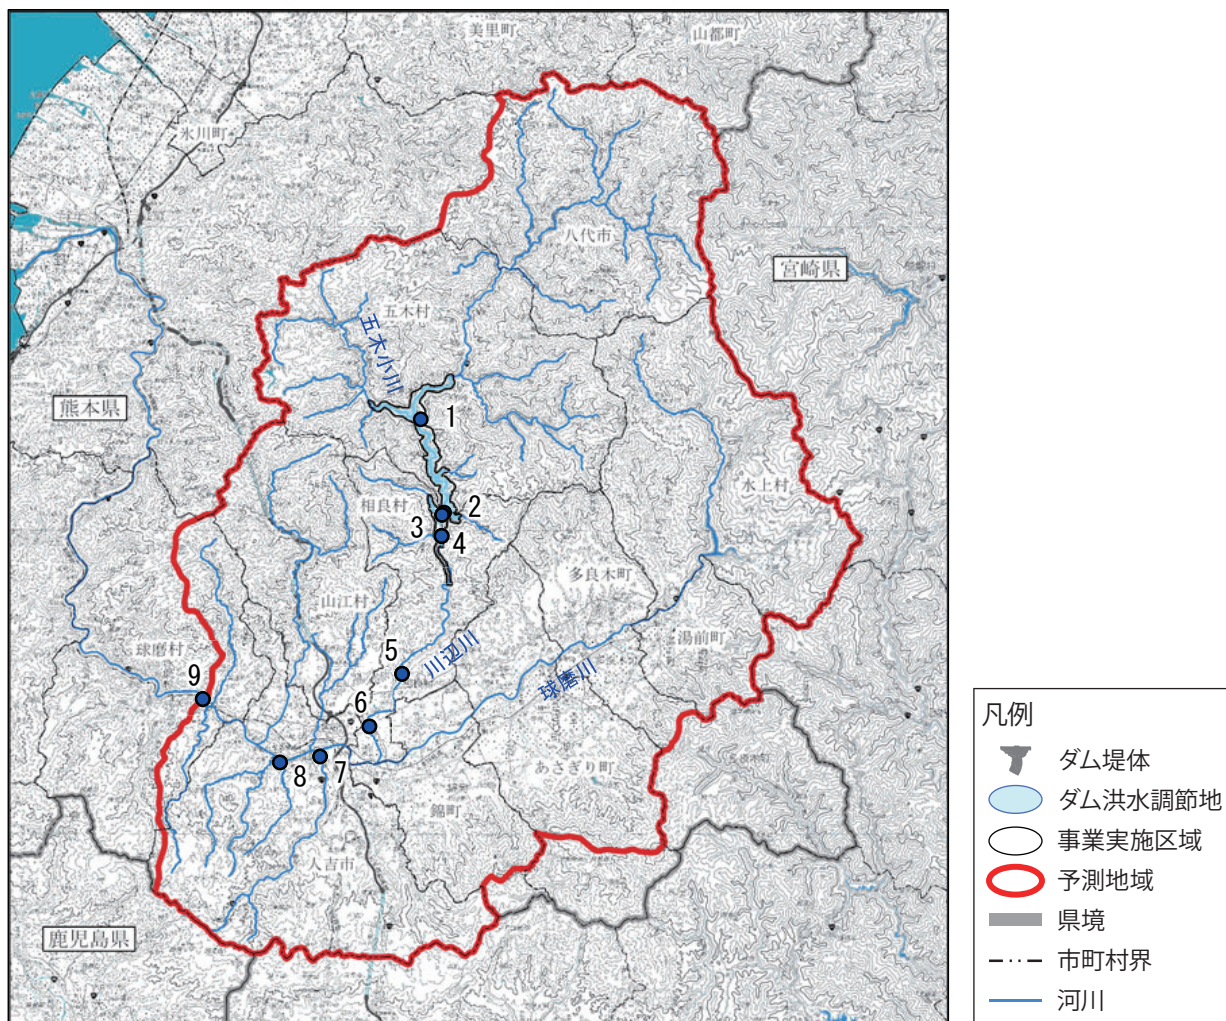 美里町
山都町
氷川町
八代市
宮崎県
五木村
五木小川
熊本県
1
相良村
2
3
4
水上村
多良木町
山江村
湯前町
球磨村
5
川辺川
9
球磨川
6
8
7
あさぎり町
錦町
人吉市
鹿児島県
凡例
ダム堤体
ダム洪水調節地
事業実施区域
予測地域
県境
市町村界
河川